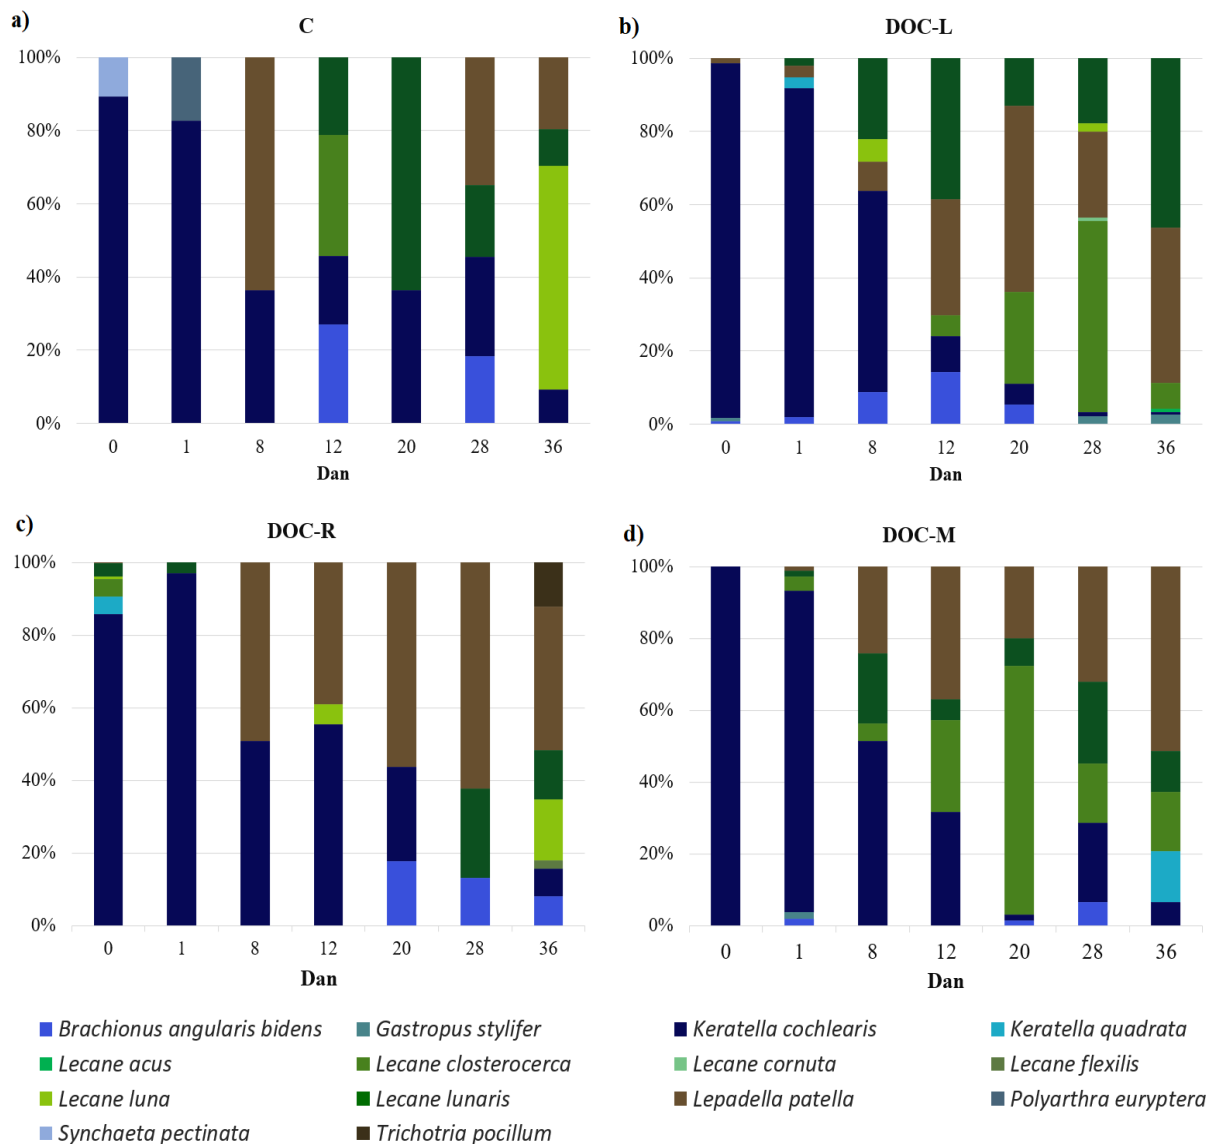 a)
C
100%
80%
60%
40%
20%
0%
0 1 8 12 20 28 36
Dan
b)
DOC-L
100%
80%
60%
40%
20%
0%
0 1 8 12 20 28 36
Dan
c)
DOC-R
100%
80%
60%
40%
20%
0%
0 1 8 12 20 28 36
Dan
d)
DOC-M
100%
80%
60%
40%
20%
0%
0 1 8 12 20 28 36
Dan
Brachionus angularis bidens Gastropus stylifer Keratella cochlearis Keratella quadrata
Lecane acus Lecane closterocerca Lecane cornuta Lecane flexilis
Lecane luna Lecane lunaris Lepadella patella Polyarthra euryptera
Synchaeta pectinata Trichotria pocillum